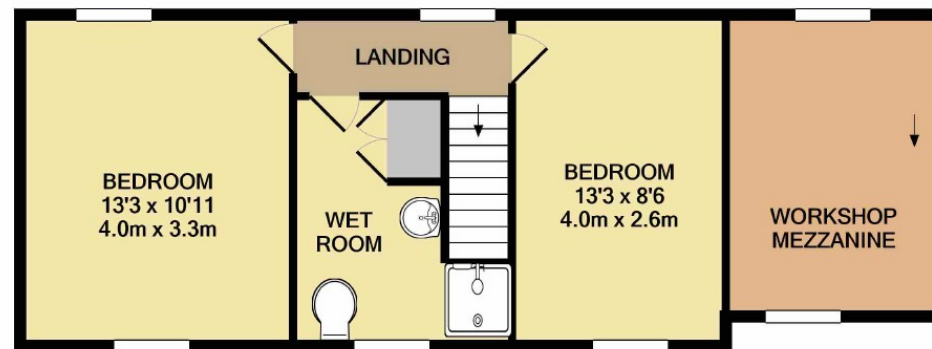 LANDING
BEDROOM
13'3 x 10'11
4.0m x 3.3m
WET
ROOM
BEDROOM
13'3 x 8'6
4.0m x 2.6m
WORKSHOP
MEZZANINE